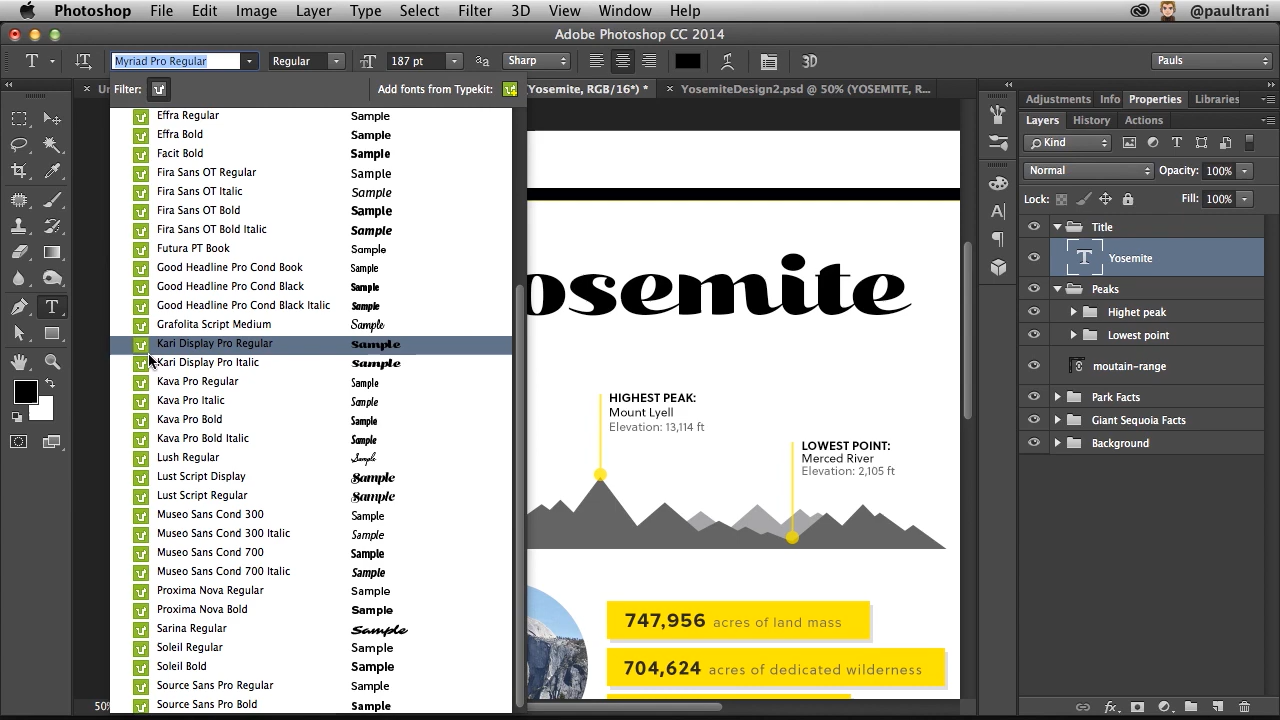 Photoshop File Edit Image Layer Type Select Filter 3D View Window Help @paultrani
Adobe Photoshop CC 2014
T Myriad Pro Regular Regular 187 pt Sharp 3D Pauls
Filter: Add fonts from Typekit:
(Yosemite, RGB/16*) * × YosemiteDesign2.psd @ 50% (YOSEMITE, R...
Effra Regular Sample
Effra Bold Sample
Facit Bold Sample
Fira Sans OT Regular Sample
Fira Sans OT Italic Sample
Fira Sans OT Bold Sample
Fira Sans OT Bold Italic Sample
Futura PT Book Sample
Good Headline Pro Cond Book Sample
Good Headline Pro Cond Black Sample
Good Headline Pro Cond Black Italic Sample
Grafolita Script Medium Sample
Kari Display Pro Regular Sample
Kari Display Pro Italic Sample
Kava Pro Regular Sample
Kava Pro Italic Sample
Kava Pro Bold Sample
Kava Pro Bold Italic Sample
Lush Regular Sample
Lust Script Display Sample
Lust Script Regular Sample
Museo Sans Cond 300 Sample
Museo Sans Cond 300 Italic Sample
Museo Sans Cond 700 Sample
Museo Sans Cond 700 Italic Sample
Proxima Nova Regular Sample
Proxima Nova Bold Sample
Sarina Regular Sample
Soleil Regular Sample
Soleil Bold Sample
Source Sans Pro Regular Sample
Source Sans Pro Bold Sample
50%
osemite
HIGHEST PEAK:
Mount Lyell
Elevation: 13,114 ft
LOWEST POINT:
Merced River
Elevation: 2,105 ft
747,956 acres of land mass
704,624 acres of dedicated wilderness
Adjustments Info Properties Libraries
Layers History Actions
Kind
Normal Opacity: 100%
Lock: Fill: 100%
Title
Yosemite
Peaks
Higher peak
Lowest point
moutain-range
Park Facts
Giant Sequoia Facts
Background
fx